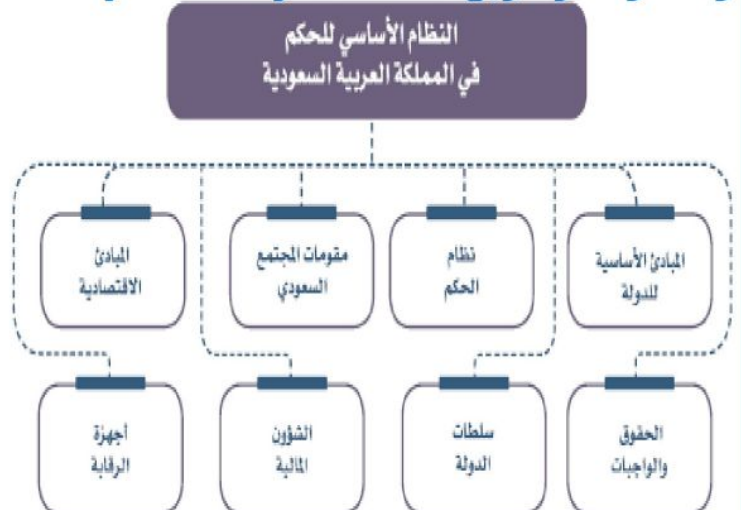 النظام الأساسي للحكم
في المملكة العربية السعودية
المبادئ الأساسية
للدولة
نظام
الحكم
مقومات المجتمع
السعودي
المبادئ
الاقتصادية
الحقوق
والواجبات
سلطات
الدولة
الشؤون
المالية
أجهزة
الرقابة